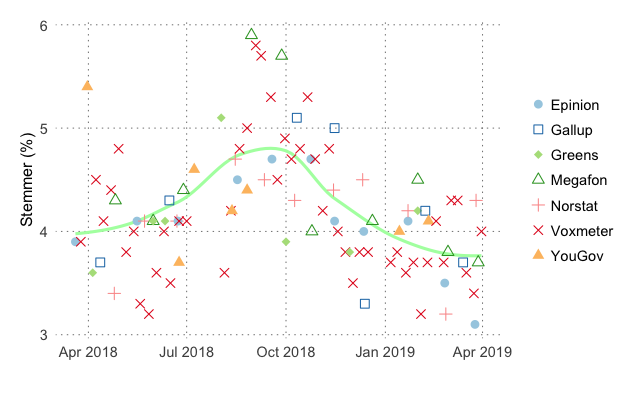 6
5
4
3
Stemmer (%)
Apr 2018
Jul 2018
Oct 2018
Jan 2019
Apr 2019
Epinion
Gallup
Greens
Megafon
Norstat
Voxmeter
YouGov